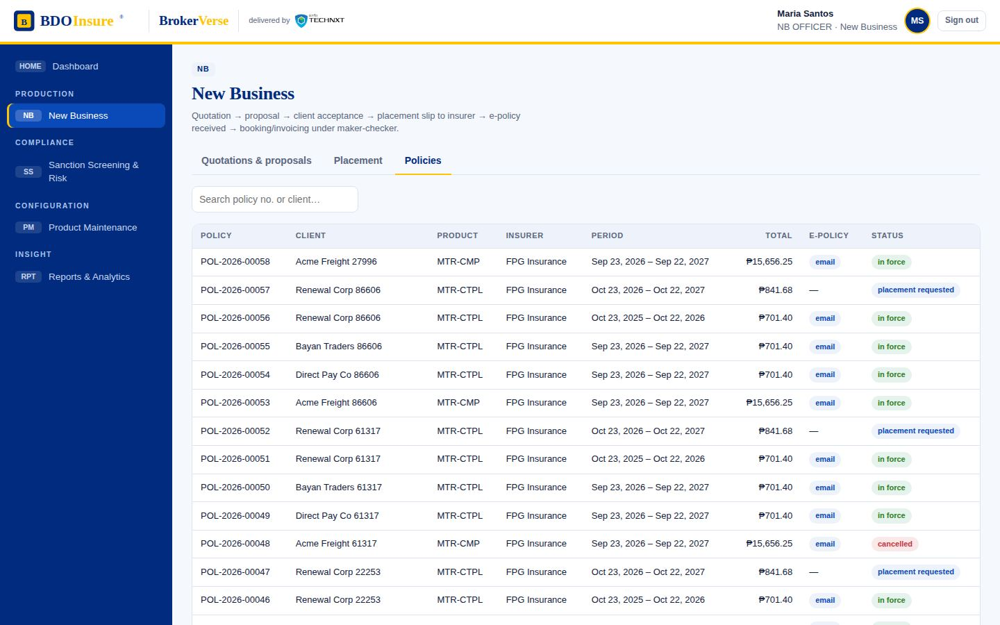 B BDOInsure ® BrokerVerse delivered by TECHNXT
Maria Santos
NB OFFICER · New Business
MS
Sign out
HOME Dashboard
PRODUCTION
NB New Business
COMPLIANCE
SS Sanction Screening &
Risk
CONFIGURATION
PM Product Maintenance
INSIGHT
RPT Reports & Analytics
NB
New Business
Quotation → proposal → client acceptance → placement slip to insurer → e-policy
received → booking/invoicing under maker-checker.
Quotations & proposals Placement Policies
Search policy no. or client…
POLICY CLIENT PRODUCT INSURER PERIOD TOTAL E-POLICY STATUS
POL-2026-00058 Acme Freight 27996 MTR-CMP FPG Insurance Sep 23, 2026 – Sep 22, 2027 ₱15,656.25 email in force
POL-2026-00057 Renewal Corp 86606 MTR-CTPL FPG Insurance Oct 23, 2026 – Oct 22, 2027 ₱841.68 — placement requested
POL-2026-00056 Renewal Corp 86606 MTR-CTPL FPG Insurance Oct 23, 2025 – Oct 22, 2026 ₱701.40 email in force
POL-2026-00055 Bayan Traders 86606 MTR-CTPL FPG Insurance Sep 23, 2026 – Sep 22, 2027 ₱701.40 email in force
POL-2026-00054 Direct Pay Co 86606 MTR-CTPL FPG Insurance Sep 23, 2026 – Sep 22, 2027 ₱701.40 email in force
POL-2026-00053 Acme Freight 86606 MTR-CMP FPG Insurance Sep 23, 2026 – Sep 22, 2027 ₱15,656.25 email in force
POL-2026-00052 Renewal Corp 61317 MTR-CTPL FPG Insurance Oct 23, 2026 – Oct 22, 2027 ₱841.68 — placement requested
POL-2026-00051 Renewal Corp 61317 MTR-CTPL FPG Insurance Oct 23, 2025 – Oct 22, 2026 ₱701.40 email in force
POL-2026-00050 Bayan Traders 61317 MTR-CTPL FPG Insurance Sep 23, 2026 – Sep 22, 2027 ₱701.40 email in force
POL-2026-00049 Direct Pay Co 61317 MTR-CTPL FPG Insurance Sep 23, 2026 – Sep 22, 2027 ₱701.40 email in force
POL-2026-00048 Acme Freight 61317 MTR-CMP FPG Insurance Sep 23, 2026 – Sep 22, 2027 ₱15,656.25 email cancelled
POL-2026-00047 Renewal Corp 22253 MTR-CTPL FPG Insurance Oct 23, 2026 – Oct 22, 2027 ₱841.68 — placement requested
POL-2026-00046 Renewal Corp 22253 MTR-CTPL FPG Insurance Oct 23, 2025 – Oct 22, 2026 ₱701.40 email in force